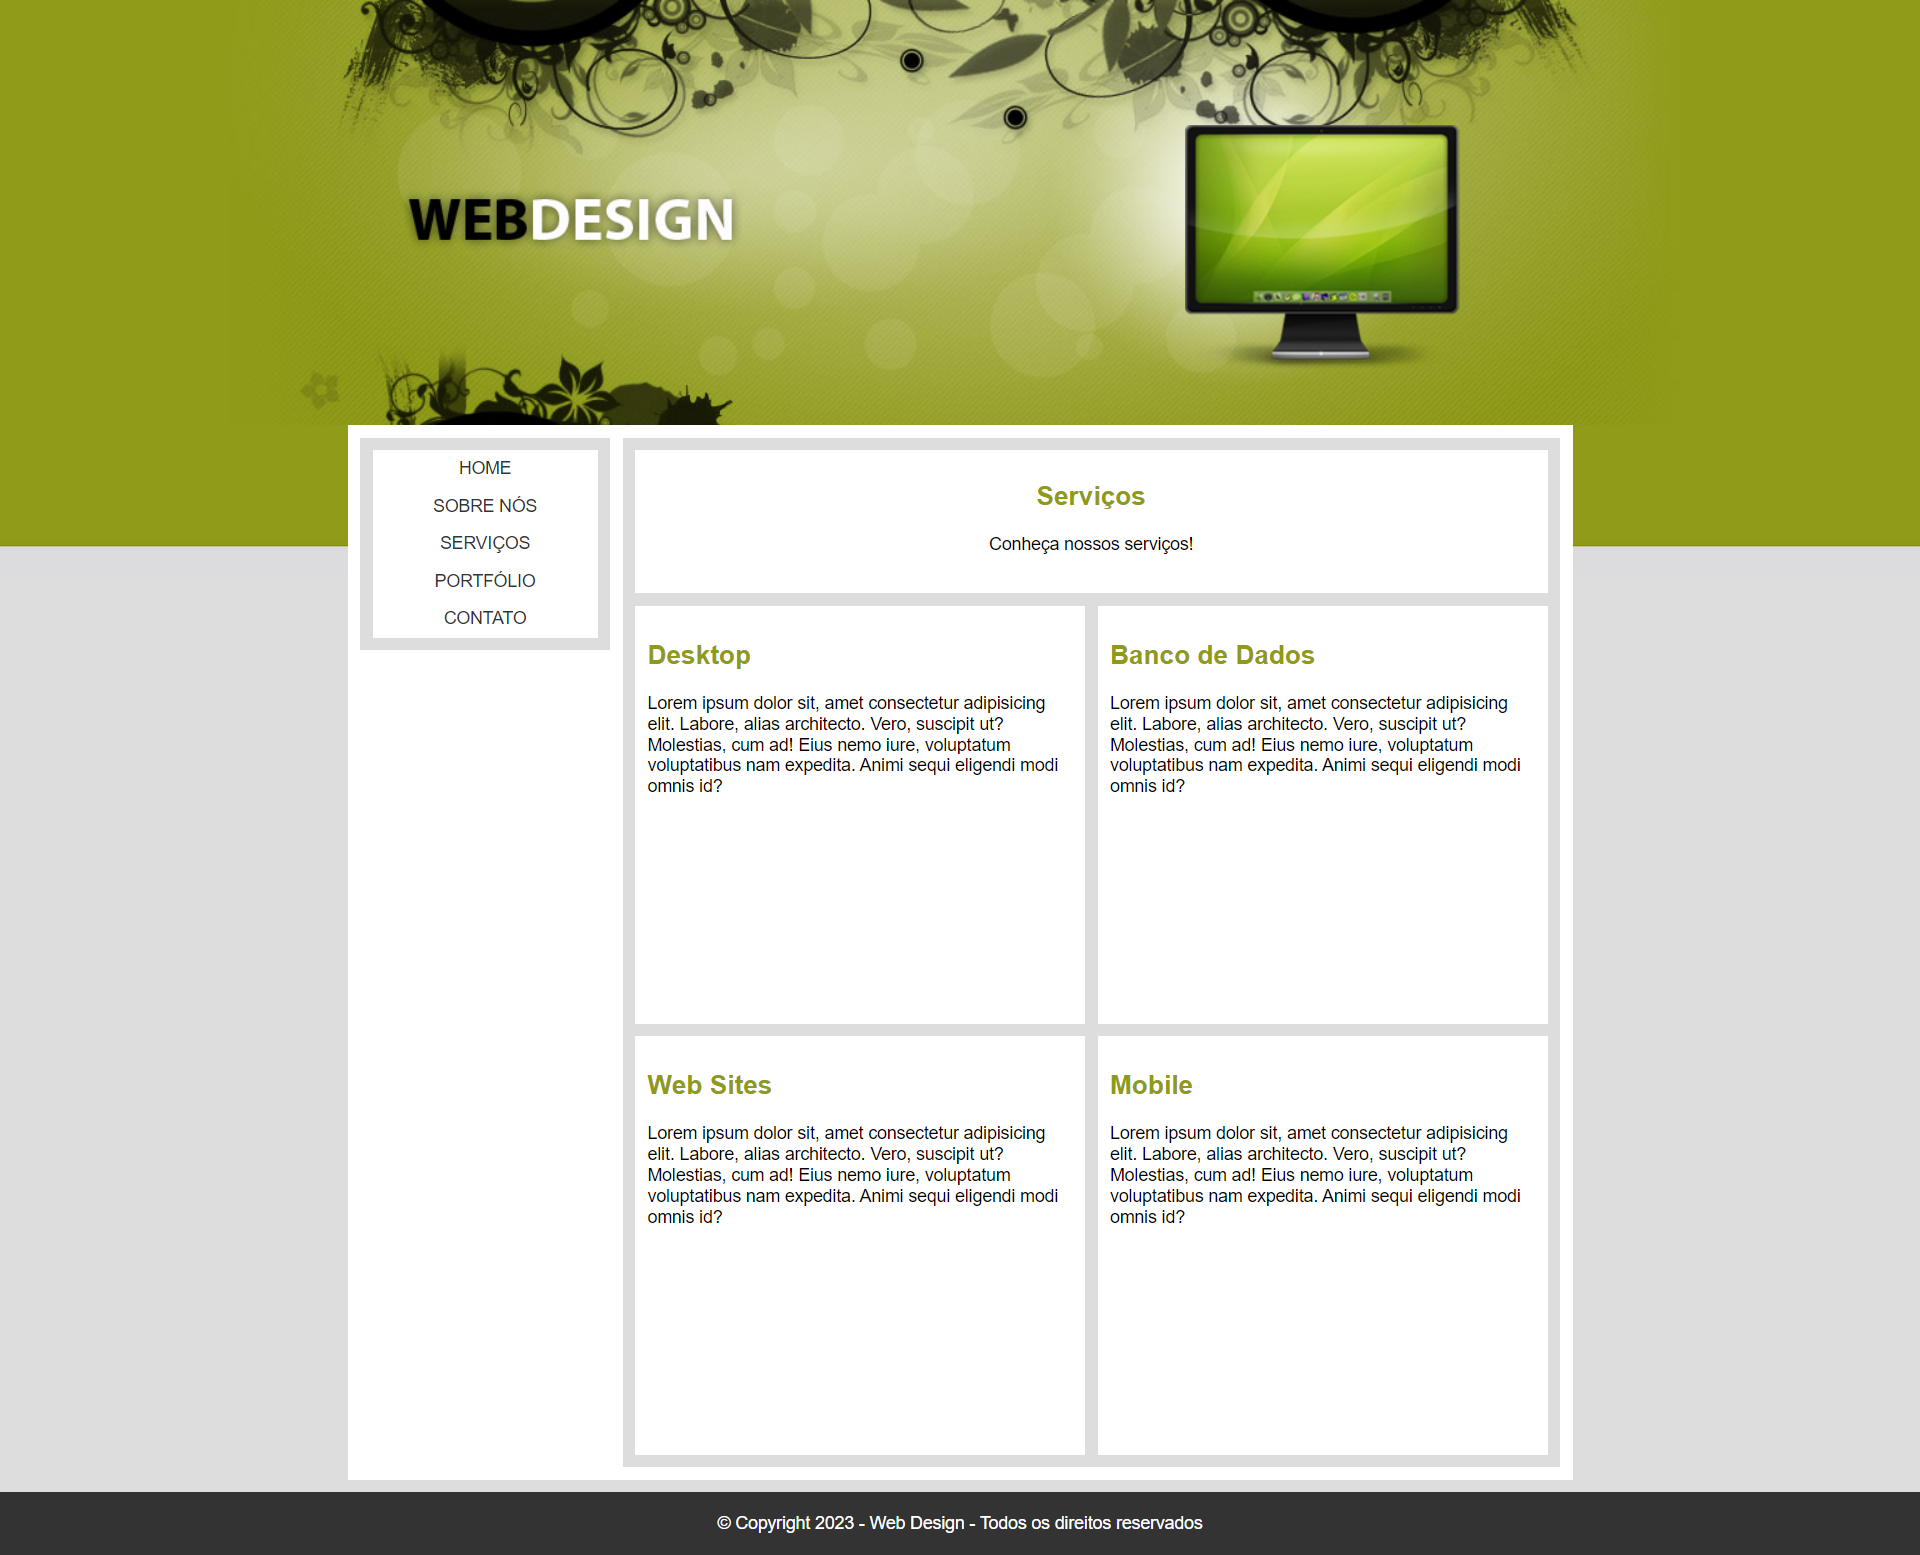 WEBDESIGN
HOME
SOBRE NÓS
SERVIÇOS
PORTFÓLIO
CONTATO
Serviços
Conheça nossos serviços!
Desktop
Lorem ipsum dolor sit, amet consectetur adipisicing
elit. Labore, alias architecto. Vero, suscipit ut?
Molestias, cum ad! Eius nemo iure, voluptatum
voluptatibus nam expedita. Animi sequi eligendi modi
omnis id?
Banco de Dados
Lorem ipsum dolor sit, amet consectetur adipisicing
elit. Labore, alias architecto. Vero, suscipit ut?
Molestias, cum ad! Eius nemo iure, voluptatum
voluptatibus nam expedita. Animi sequi eligendi modi
omnis id?
Web Sites
Lorem ipsum dolor sit, amet consectetur adipisicing
elit. Labore, alias architecto. Vero, suscipit ut?
Molestias, cum ad! Eius nemo iure, voluptatum
voluptatibus nam expedita. Animi sequi eligendi modi
omnis id?
Mobile
Lorem ipsum dolor sit, amet consectetur adipisicing
elit. Labore, alias architecto. Vero, suscipit ut?
Molestias, cum ad! Eius nemo iure, voluptatum
voluptatibus nam expedita. Animi sequi eligendi modi
omnis id?
© Copyright 2023 - Web Design - Todos os direitos reservados